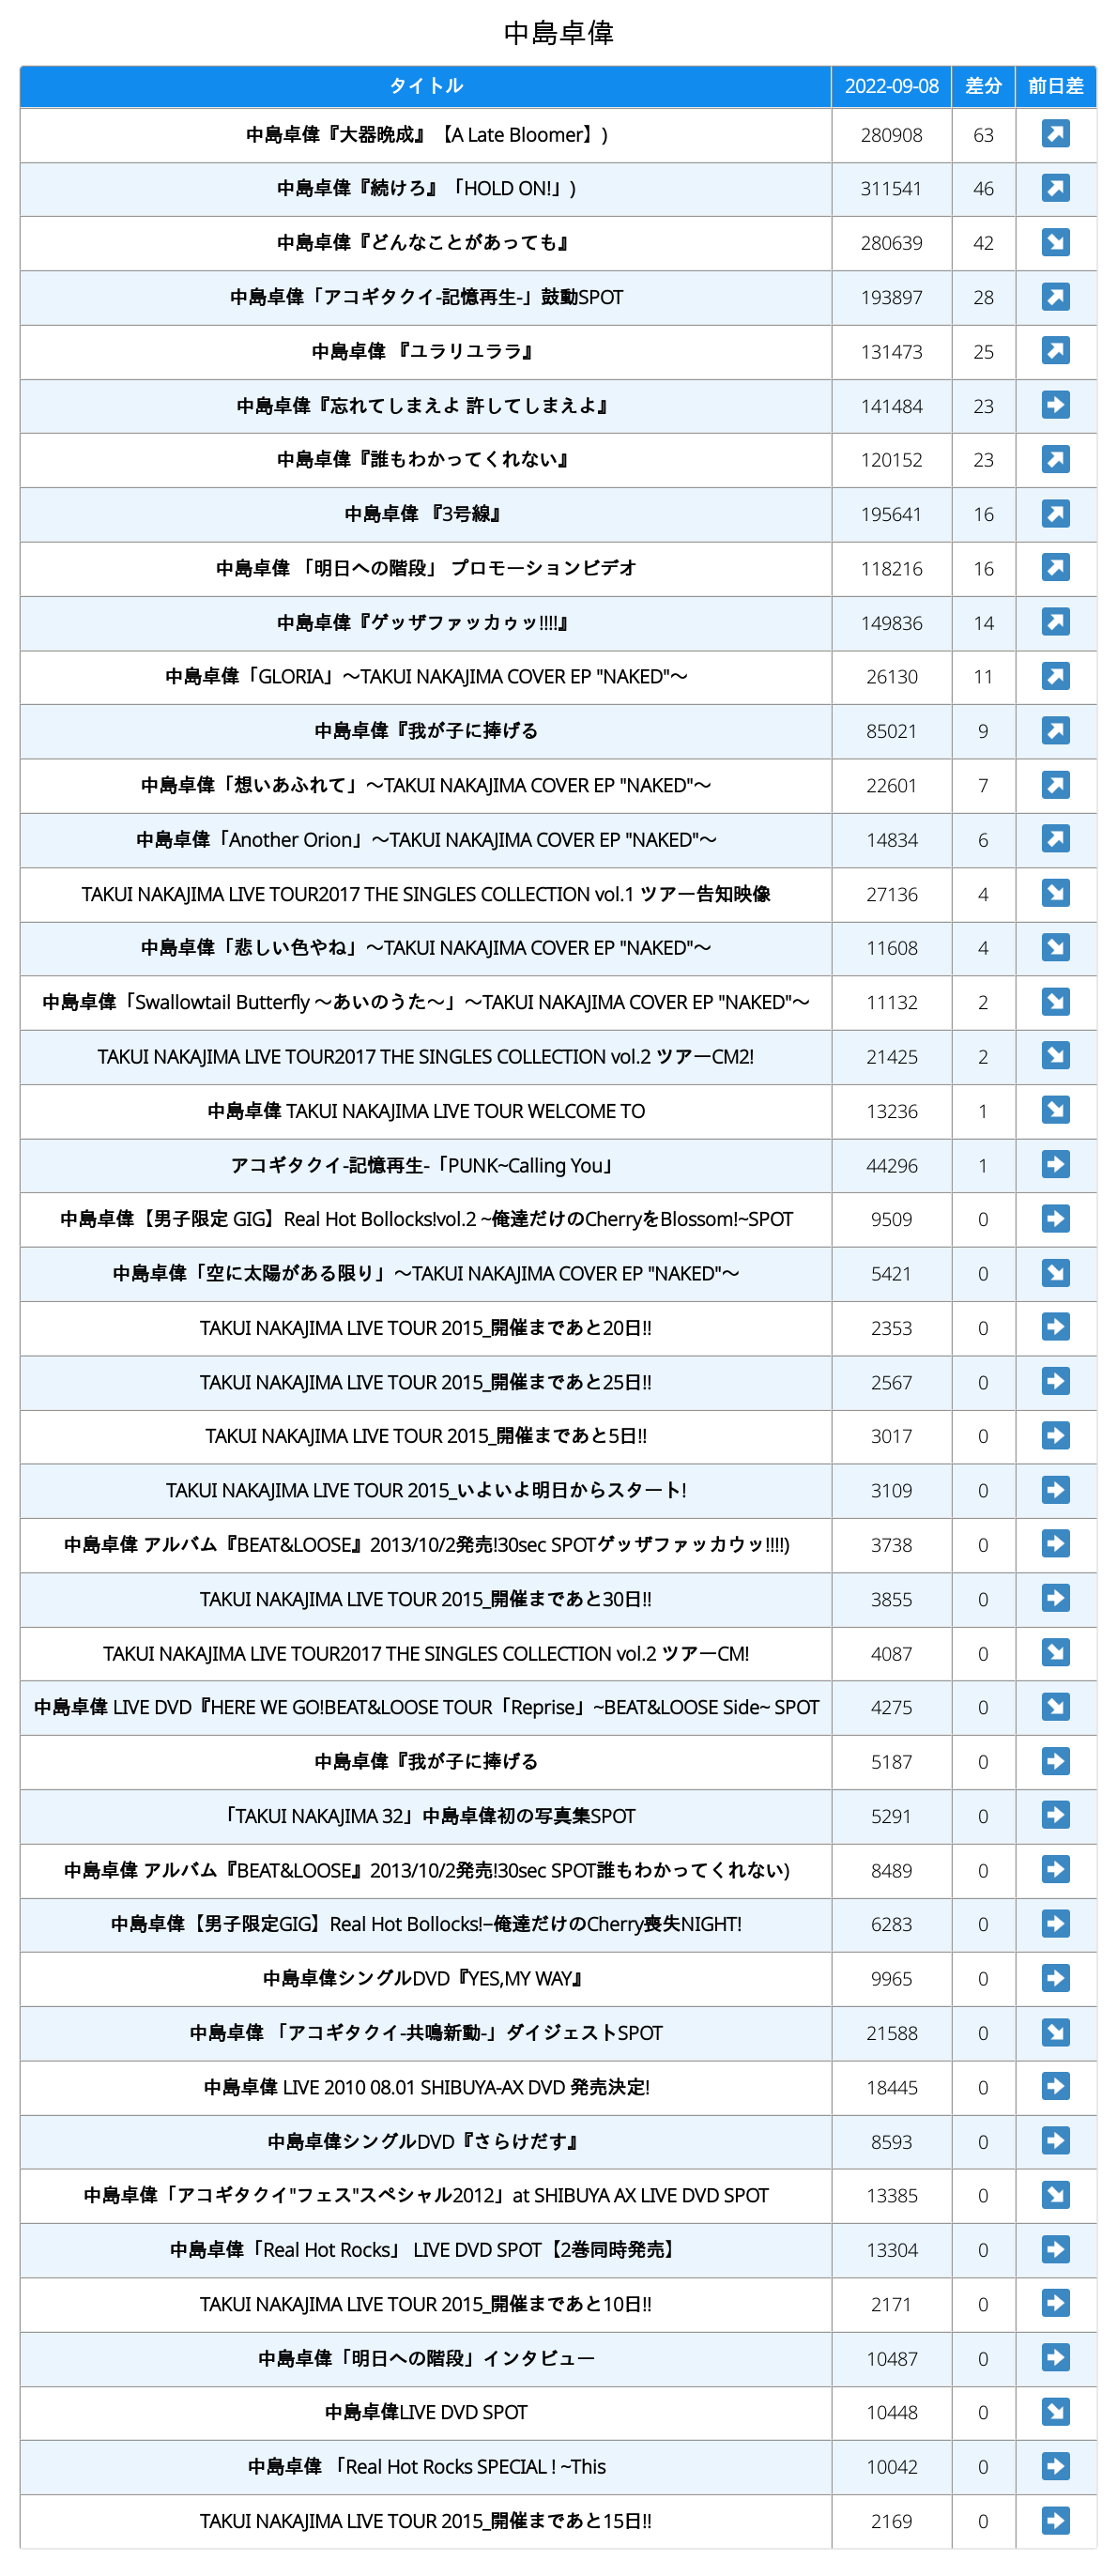 中島卓偉
タイトル 2022-09-08 差分 前日差
中島卓偉『大器晩成』【A Late Bloomer】) 280908 63 ↗
中島卓偉『続けろ』「HOLD ON!」) 311541 46 ↗
中島卓偉『どんなことがあっても』 280639 42 ↘
中島卓偉「アコギタクイ-記憶再生-」鼓動SPOT 193897 28 ↗
中島卓偉 『ユラリユララ』 131473 25 ↗
中島卓偉『忘れてしまえよ 許してしまえよ』 141484 23 ➡
中島卓偉『誰もわかってくれない』 120152 23 ↗
中島卓偉 『3号線』 195641 16 ↗
中島卓偉 「明日への階段」 プロモーションビデオ 118216 16 ↗
中島卓偉『ゲッザファッカゥッ!!!!』 149836 14 ↗
中島卓偉「GLORIA」〜TAKUI NAKAJIMA COVER EP "NAKED"〜 26130 11 ↗
中島卓偉『我が子に捧げる 85021 9 ↗
中島卓偉「想いあふれて」〜TAKUI NAKAJIMA COVER EP "NAKED"〜 22601 7 ↗
中島卓偉「Another Orion」〜TAKUI NAKAJIMA COVER EP "NAKED"〜 14834 6 ↗
TAKUI NAKAJIMA LIVE TOUR2017 THE SINGLES COLLECTION vol.1 ツアー告知映像 27136 4 ↘
中島卓偉「悲しい色やね」〜TAKUI NAKAJIMA COVER EP "NAKED"〜 11608 4 ↘
中島卓偉「Swallowtail Butterfly 〜あいのうた〜」〜TAKUI NAKAJIMA COVER EP "NAKED"〜 11132 2 ↘
TAKUI NAKAJIMA LIVE TOUR2017 THE SINGLES COLLECTION vol.2 ツアーCM2! 21425 2 ↘
中島卓偉 TAKUI NAKAJIMA LIVE TOUR WELCOME TO 13236 1 ↘
アコギタクイ-記憶再生-「PUNK~Calling You」 44296 1 ➡
中島卓偉【男子限定 GIG】Real Hot Bollocks!vol.2 ~俺達だけのCherryをBlossom!~SPOT 9509 0 ➡
中島卓偉「空に太陽がある限り」〜TAKUI NAKAJIMA COVER EP "NAKED"〜 5421 0 ↘
TAKUI NAKAJIMA LIVE TOUR 2015_開催まであと20日!! 2353 0 ➡
TAKUI NAKAJIMA LIVE TOUR 2015_開催まであと25日!! 2567 0 ➡
TAKUI NAKAJIMA LIVE TOUR 2015_開催まであと5日!! 3017 0 ➡
TAKUI NAKAJIMA LIVE TOUR 2015_いよいよ明日からスタート! 3109 0 ➡
中島卓偉 アルバム『BEAT&LOOSE』2013/10/2発売!30sec SPOTゲッザファッカウッ!!!!) 3738 0 ➡
TAKUI NAKAJIMA LIVE TOUR 2015_開催まであと30日!! 3855 0 ➡
TAKUI NAKAJIMA LIVE TOUR2017 THE SINGLES COLLECTION vol.2 ツアーCM! 4087 0 ↘
中島卓偉 LIVE DVD『HERE WE GO!BEAT&LOOSE TOUR「Reprise」~BEAT&LOOSE Side~ SPOT 4275 0 ↘
中島卓偉『我が子に捧げる 5187 0 ➡
「TAKUI NAKAJIMA 32」中島卓偉初の写真集SPOT 5291 0 ➡
中島卓偉 アルバム『BEAT&LOOSE』2013/10/2発売!30sec SPOT誰もわかってくれない) 8489 0 ➡
中島卓偉【男子限定GIG】Real Hot Bollocks!–俺達だけのCherry喪失NIGHT! 6283 0 ➡
中島卓偉シングルDVD『YES,MY WAY』 9965 0 ➡
中島卓偉 「アコギタクイ-共鳴新動-」ダイジェストSPOT 21588 0 ↘
中島卓偉 LIVE 2010 08.01 SHIBUYA-AX DVD 発売決定! 18445 0 ➡
中島卓偉シングルDVD『さらけだす』 8593 0 ➡
中島卓偉「アコギタクイ"フェス"スペシャル2012」at SHIBUYA AX LIVE DVD SPOT 13385 0 ↘
中島卓偉「Real Hot Rocks」 LIVE DVD SPOT【2巻同時発売】 13304 0 ➡
TAKUI NAKAJIMA LIVE TOUR 2015_開催まであと10日!! 2171 0 ➡
中島卓偉「明日への階段」インタビュー 10487 0 ➡
中島卓偉LIVE DVD SPOT 10448 0 ↘
中島卓偉 「Real Hot Rocks SPECIAL ! ~This 10042 0 ➡
TAKUI NAKAJIMA LIVE TOUR 2015_開催まであと15日!! 2169 0 ➡